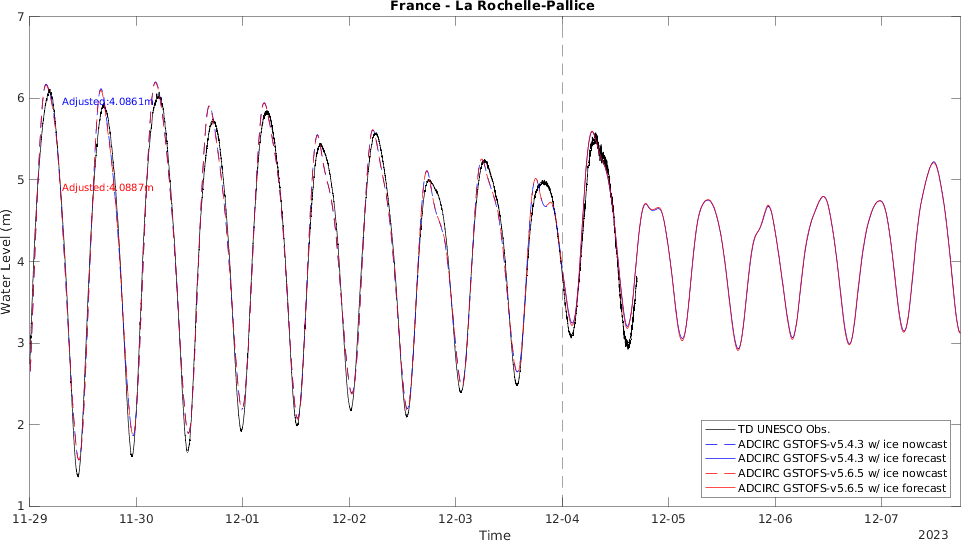 France - La Rochelle-Pallice
7
6
5
4
3
2
1
Water Level (m)
Adjusted:4.0861m
Adjusted:4.0887m
TD UNESCO Obs.
ADCIRC GSTOFS-v5.4.3 w/ ice nowcast
ADCIRC GSTOFS-v5.4.3 w/ ice forecast
ADCIRC GSTOFS-v5.6.5 w/ ice nowcast
ADCIRC GSTOFS-v5.6.5 w/ ice forecast
11-29 11-30 12-01 12-02 12-03 12-04 12-05 12-06 12-07
Time
2023